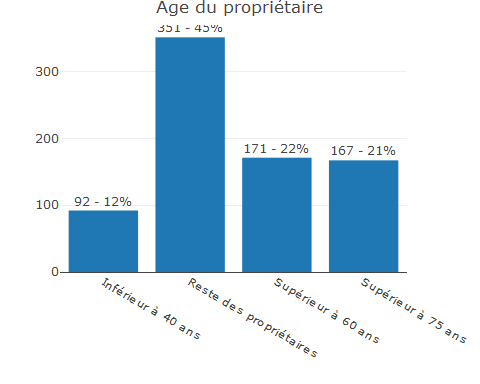 Age du propriétaire
351 - 45%
300
200
171 - 22%
167 - 21%
92 - 12%
100
0
Inférieur à 40 ans
Reste des propriétaires
Supérieur à 60 ans
Supérieur à 75 ans